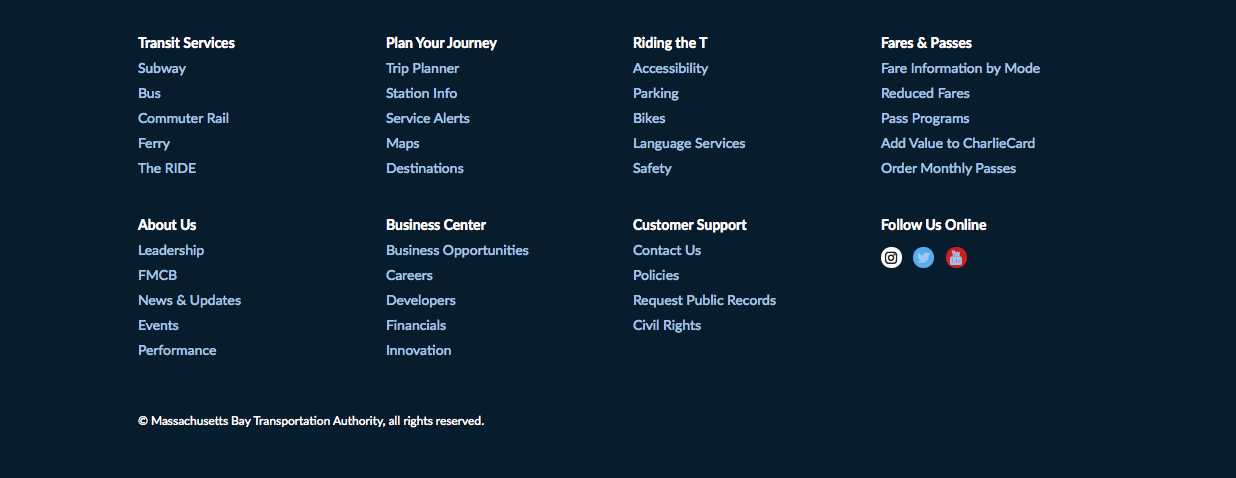 Transit Services
Subway
Bus
Commuter Rail
Ferry
The RIDE
Plan Your Journey
Trip Planner
Station Info
Service Alerts
Maps
Destinations
Riding the T
Accessibility
Parking
Bikes
Language Services
Safety
Fares & Passes
Fare Information by Mode
Reduced Fares
Pass Programs
Add Value to CharlieCard
Order Monthly Passes
About Us
Leadership
FMCB
News & Updates
Events
Performance
Business Center
Business Opportunities
Careers
Developers
Financials
Innovation
Customer Support
Contact Us
Policies
Request Public Records
Civil Rights
Follow Us Online
© Massachusetts Bay Transportation Authority, all rights reserved.